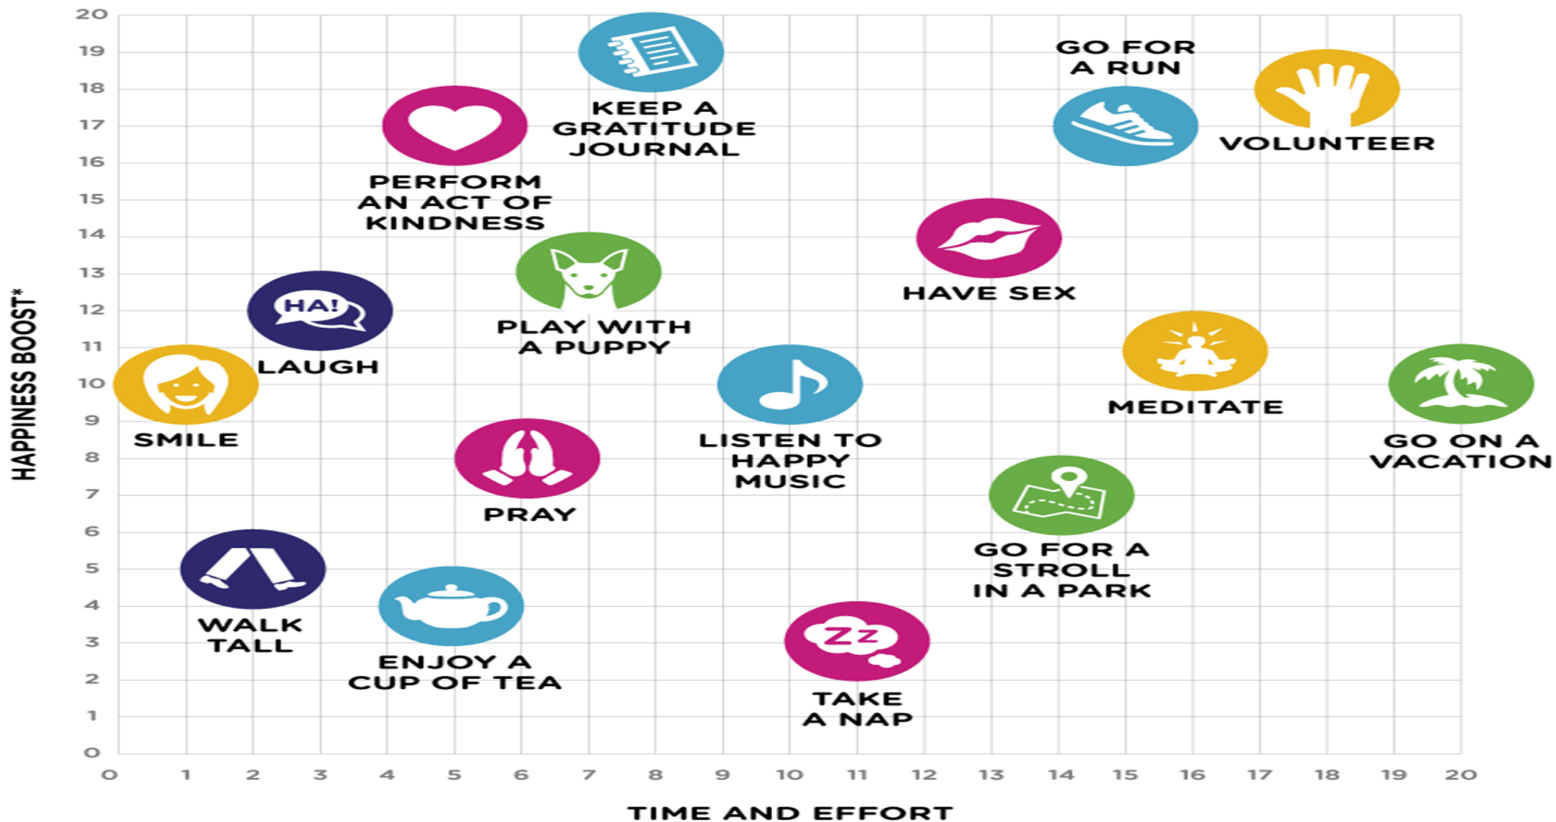 20
19
18
17
16
15
14
13
12
11
10
9
8
7
6
5
4
3
2
1
0
HAPPINESS BOOST*
KEEP A
GRATITUDE
JOURNAL
GO FOR
A RUN
VOLUNTEER
PERFORM
AN ACT OF
KINDNESS
HAVE SEX
HA!
LAUGH
PLAY WITH
A PUPPY
SMILE
LISTEN TO
HAPPY
MUSIC
MEDITATE
GO ON A
VACATION
PRAY
GO FOR A
STROLL
IN A PARK
WALK
TALL
ENJOY A
CUP OF TEA
Z z
TAKE
A NAP
0 1 2 3 4 5 6 7 8 9 10 11 12 13 14 15 16 17 18 19 20
TIME AND EFFORT